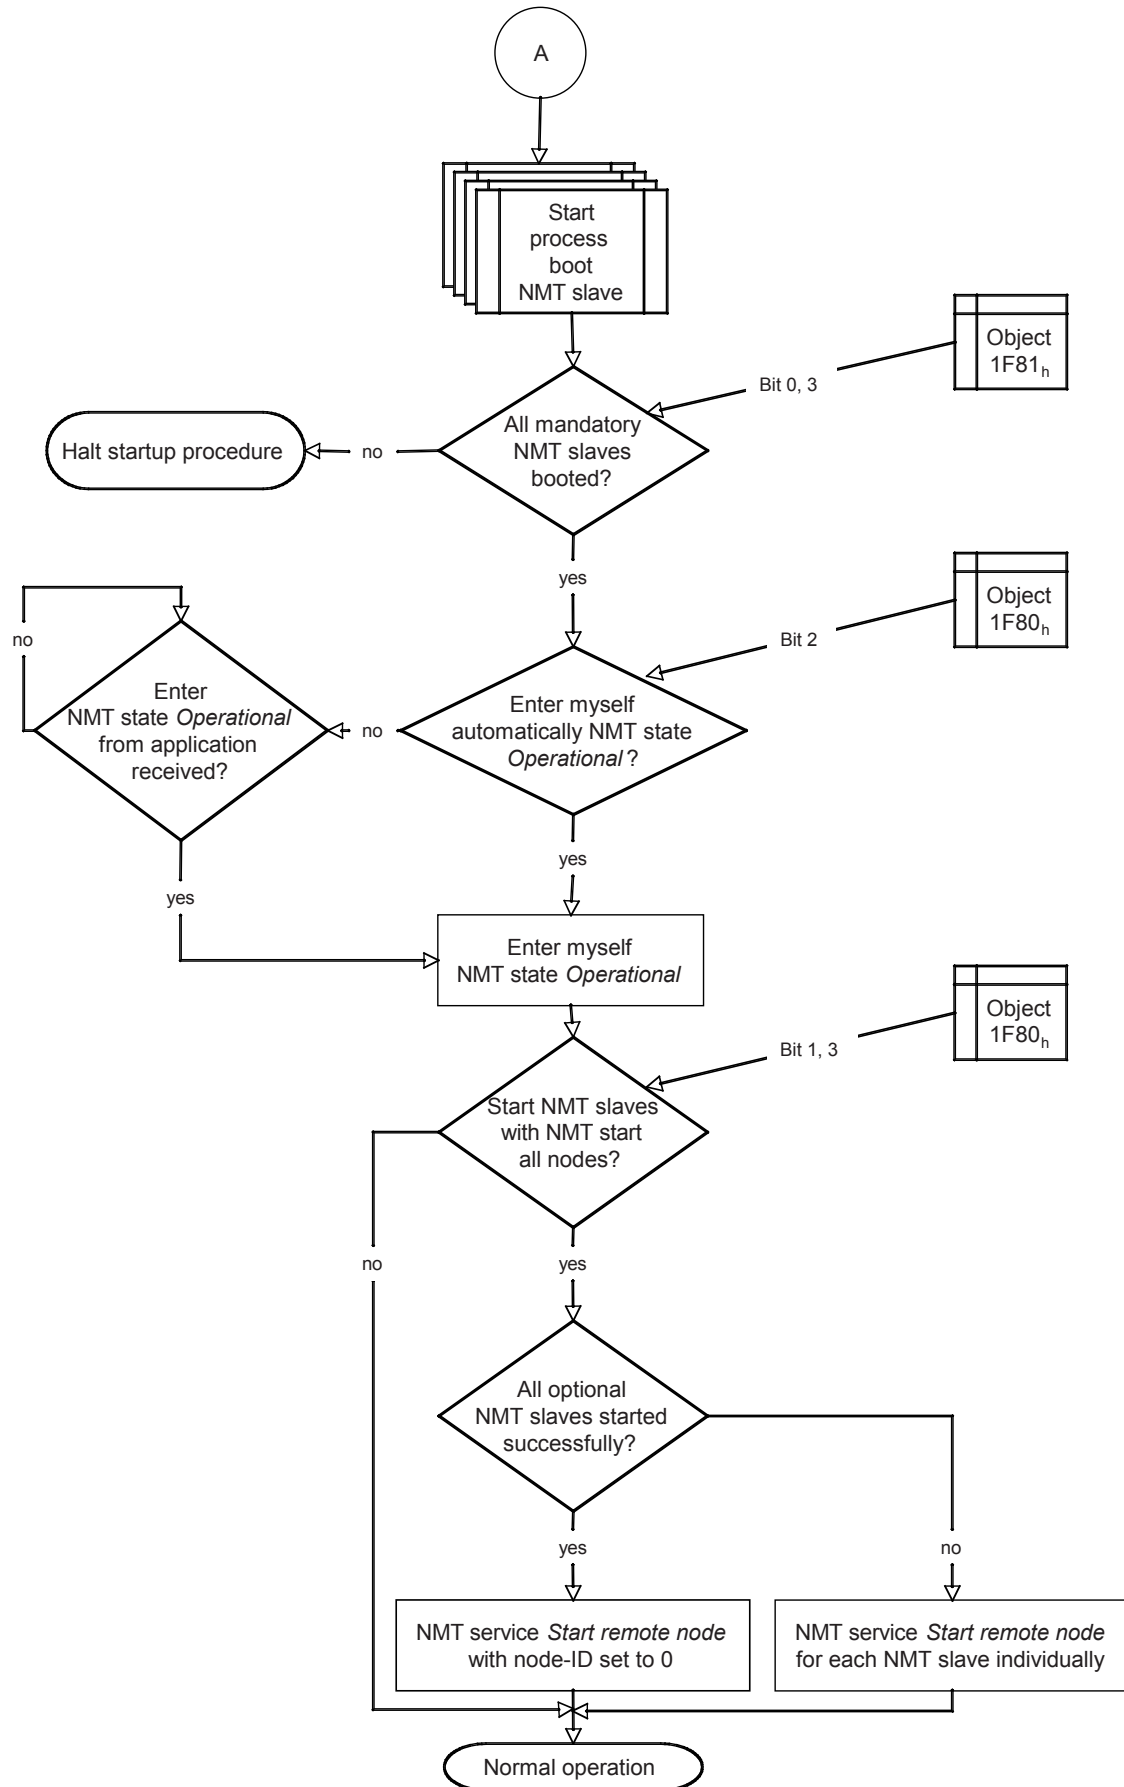 A
Start
process
boot
NMT slave
Object
1F81h
Bit 0, 3
All mandatory
NMT slaves
booted?
no
Halt startup procedure
yes
Object
1F80h
Bit 2
no
Enter
NMT state Operational
from application
received?
no
Enter myself
automatically NMT state
Operational?
yes
yes
Enter myself
NMT state Operational
Object
1F80h
Bit 1, 3
Start NMT slaves
with NMT start
all nodes?
no
yes
All optional
NMT slaves started
successfully?
yes
no
NMT service Start remote node
with node-ID set to 0
NMT service Start remote node
for each NMT slave individually
Normal operation